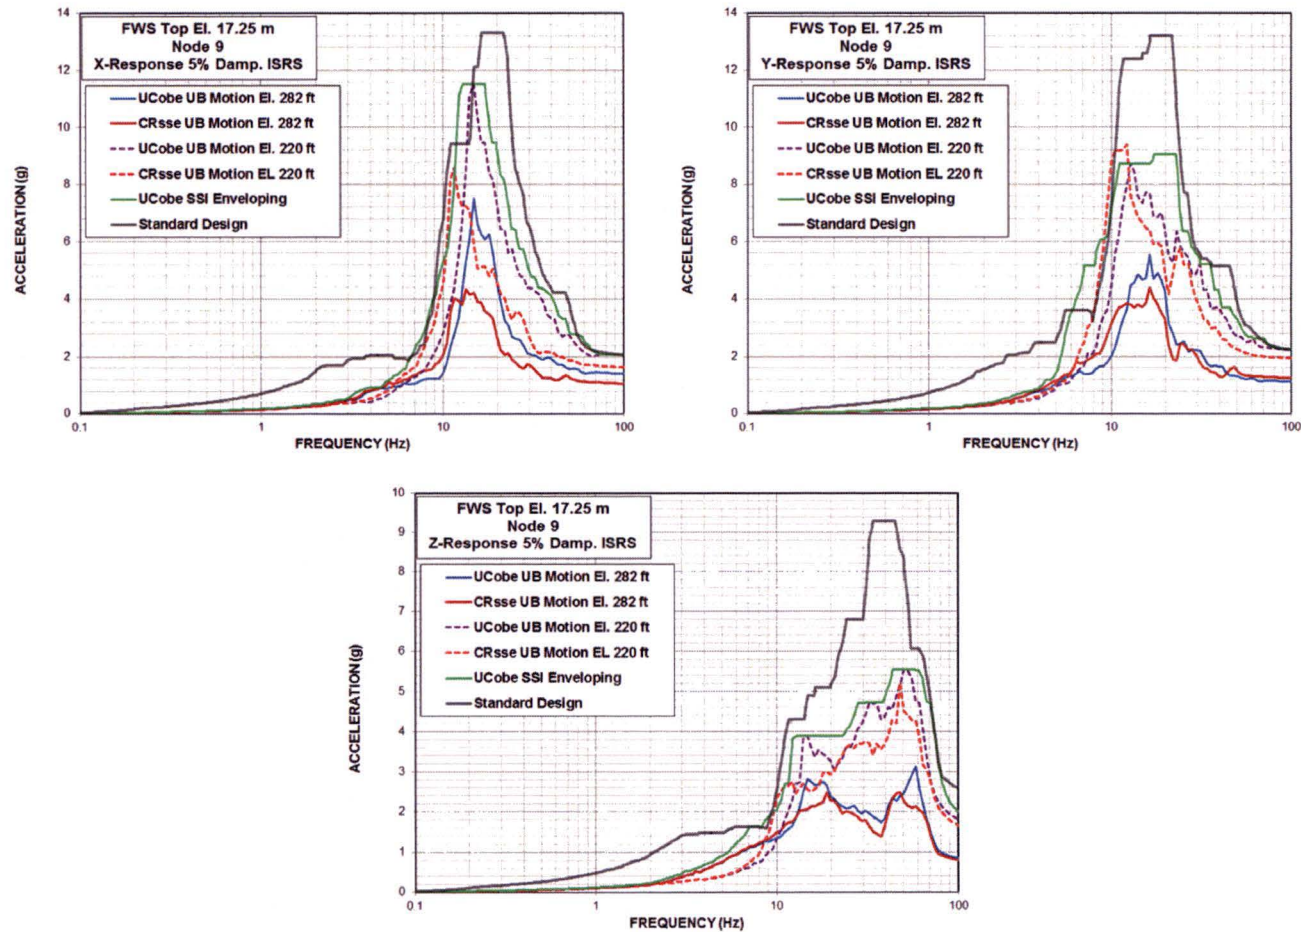 FWS Top El. 17.25 m
Node 9
X-Response 5% Damp. ISRS
UCobe UB Motion El. 282 ft
CRsse UB Motion El. 282 ft
UCobe UB Motion El. 220 ft
CRsse UB Motion EL 220 ft
UCobe SSI Enveloping
Standard Design
ACCELERATION(g)
14
12
10
8
6
4
2
0
0.1 1 10 100
FREQUENCY (Hz)
FWS Top El. 17.25 m
Node 9
Y-Response 5% Damp. ISRS
UCobe UB Motion El. 282 ft
CRsse UB Motion El. 282 ft
UCobe UB Motion El. 220 ft
CRsse UB Motion EL 220 ft
UCobe SSI Enveloping
Standard Design
ACCELERATION(g)
14
12
10
8
6
4
2
0
0.1 1 10 100
FREQUENCY (Hz)
FWS Top El. 17.25 m
Node 9
Z-Response 5% Damp. ISRS
UCobe UB Motion El. 282 ft
CRsse UB Motion El. 282 ft
UCobe UB Motion El. 220 ft
CRsse UB Motion EL 220 ft
UCobe SSI Enveloping
Standard Design
ACCELERATION(g)
10
9
8
7
6
5
4
3
2
1
0
0.1 1 10 100
FREQUENCY (Hz)